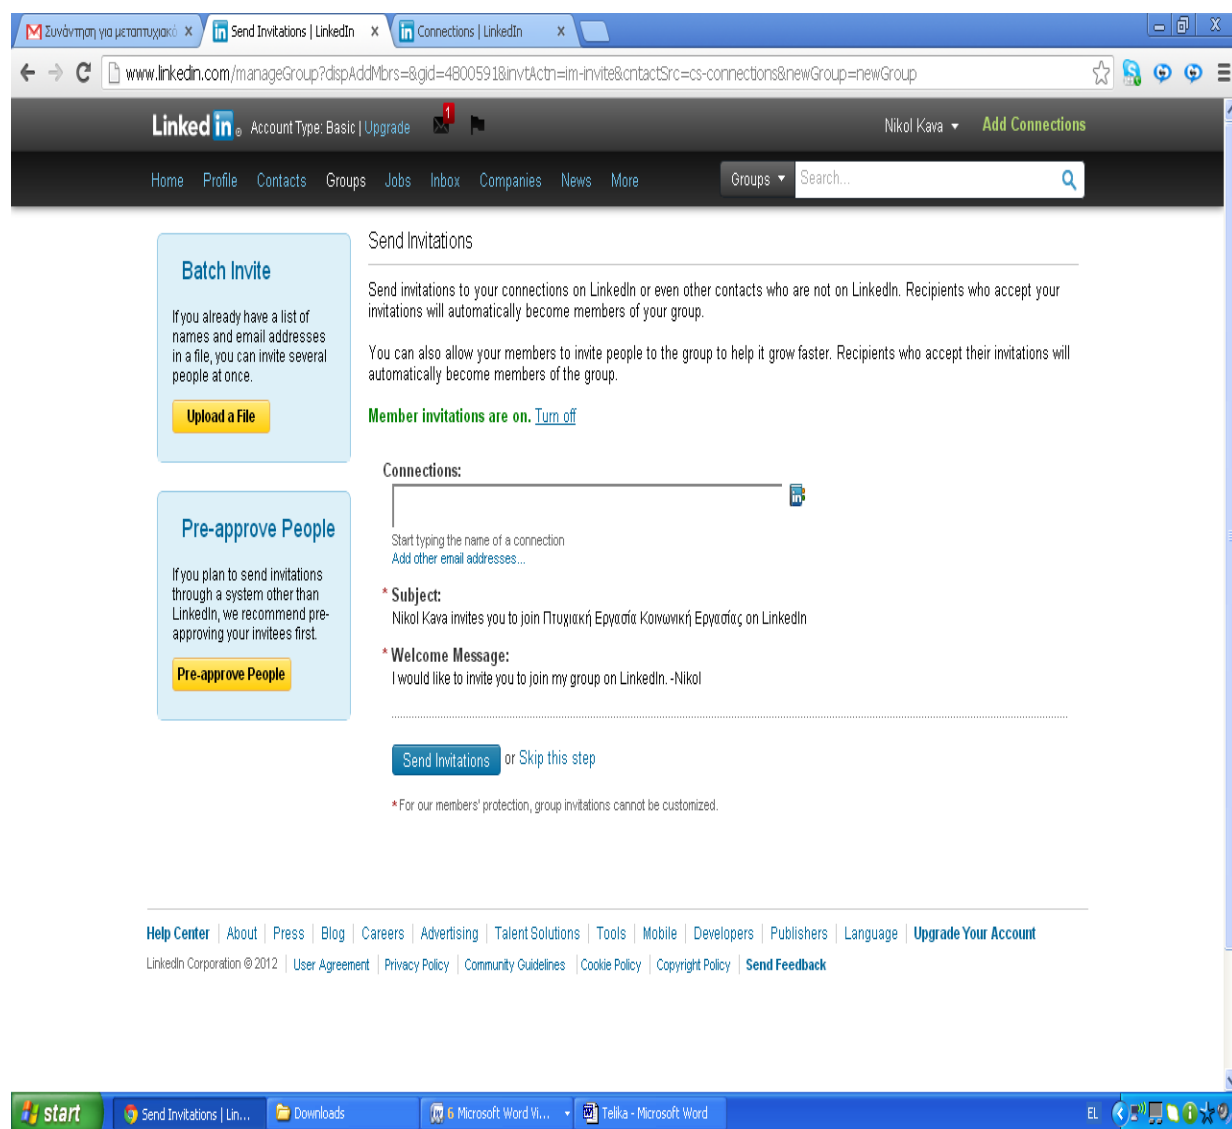 Συνάντηση για μεταπτυχιακό
Send Invitations | LinkedIn
Connections | LinkedIn
www.linkedin.com/manageGroup?dispAddMbrs=&gid=4800591&invtActn=im-invite&cntactSrc=cs-connections&newGroup=newGroup
Linked in ® Account Type: Basic | Upgrade 1 Nikol Kava Add Connections
Home Profile Contacts Groups Jobs Inbox Companies News More Groups Search...
Batch Invite
If you already have a list of
names and email addresses
in a file, you can invite several
people at once.
Upload a File
Pre-approve People
If you plan to send invitations
through a system other than
LinkedIn, we recommend pre-
approving your invitees first.
Pre-approve People
Send Invitations
Send invitations to your connections on LinkedIn or even other contacts who are not on LinkedIn. Recipients who accept your
invitations will automatically become members of your group.
You can also allow your members to invite people to the group to help it grow faster. Recipients who accept their invitations will
automatically become members of the group.
Member invitations are on. Turn off
Connections:
in
Start typing the name of a connection
Add other email addresses...
* Subject:
Nikol Kava invites you to join Πτυχιακή Εργασία Κοινωνική Εργασίας on LinkedIn
* Welcome Message:
I would like to invite you to join my group on LinkedIn. -Nikol
Send Invitations or Skip this step
* For our members' protection, group invitations cannot be customized.
Help Center | About | Press | Blog | Careers | Advertising | Talent Solutions | Tools | Mobile | Developers | Publishers | Language | Upgrade Your Account
LinkedIn Corporation © 2012 | User Agreement | Privacy Policy | Community Guidelines | Cookie Policy | Copyright Policy | Send Feedback
start Send Invitations | Lin... Downloads 6 Microsoft Word Vi... Telika - Microsoft Word EL